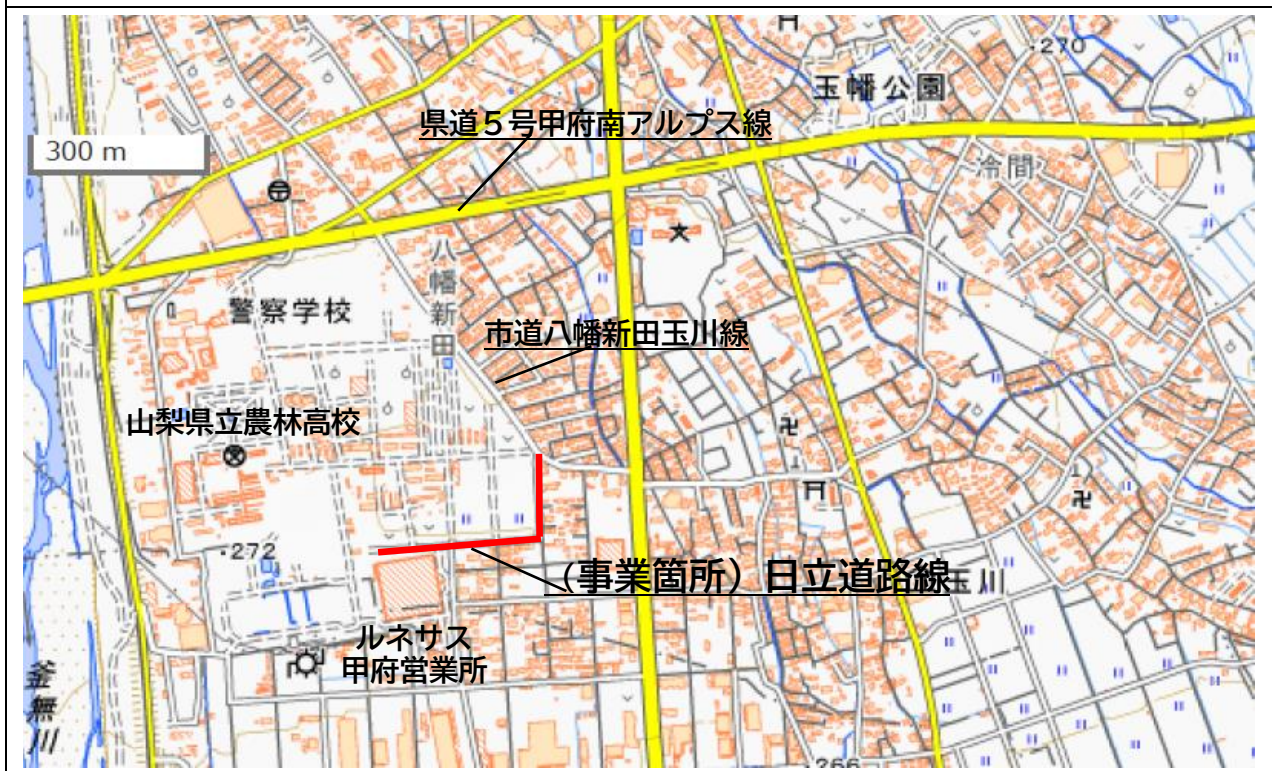 ・270
玉幡公園
県道５号甲府南アルプス線
300 m
冷間
八幡新田
警察学校
市道八幡新田玉川線
山梨県立農林高校
・272
（事業箇所）日立道路線
玉川
ルネサス
甲府営業所
釜無川
・266